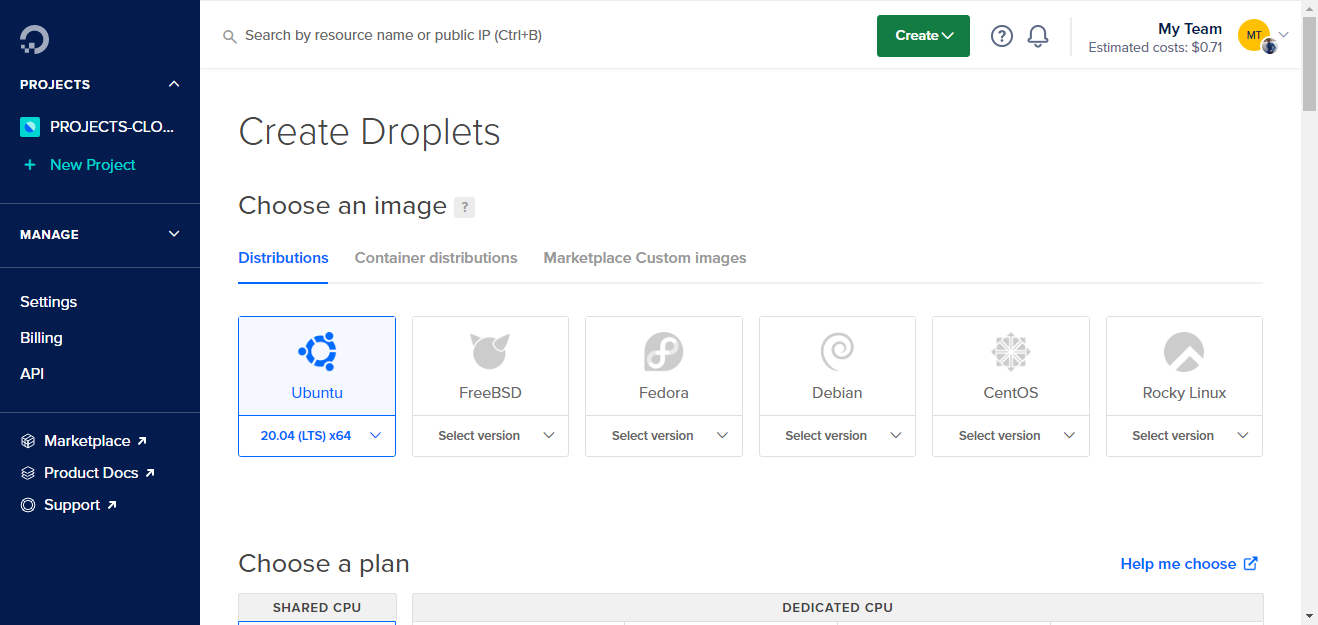 Search by resource name or public IP (Ctrl+B)
Create
?
My Team
Estimated costs: $0.71
MT
PROJECTS
PROJECTS-CLO...
+ New Project
MANAGE
Settings
Billing
API
Marketplace
Product Docs
Support
Create Droplets
Choose an image ?
Distributions Container distributions Marketplace Custom images
Ubuntu FreeBSD Fedora Debian CentOS Rocky Linux
20.04 (LTS) x64 Select version Select version Select version Select version Select version
Choose a plan Help me choose
SHARED CPU DEDICATED CPU